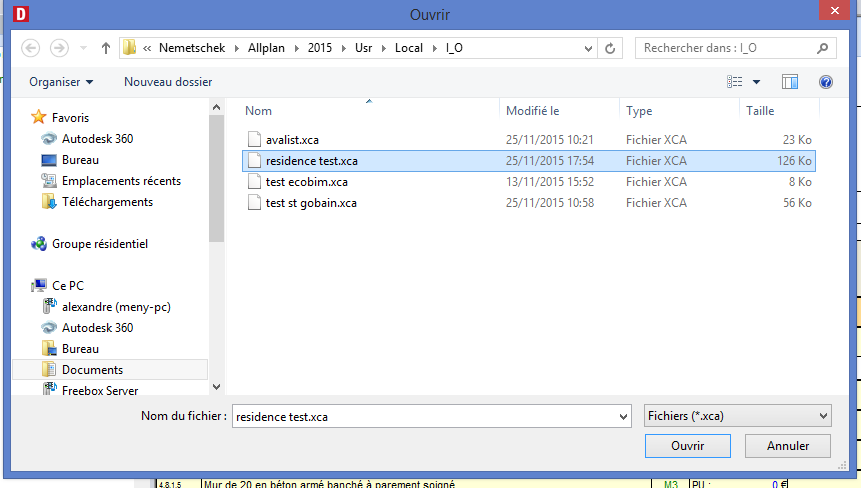 D
Ouvrir
« Nemetschek Allplan 2015 Usr Local I_O
Rechercher dans : I_O
Organiser Nouveau dossier
Nom Modifié le Type Taille
avalist.xca 25/11/2015 10:21 Fichier XCA 23 Ko
residence test.xca 25/11/2015 17:54 Fichier XCA 126 Ko
test ecobim.xca 13/11/2015 15:52 Fichier XCA 8 Ko
test st gobain.xca 25/11/2015 10:58 Fichier XCA 56 Ko
Favoris
Autodesk 360
Bureau
Emplacements récents
Téléchargements
Groupe résidentiel
Ce PC
alexandre (meny-pc)
Autodesk 360
Bureau
Documents
Freebox Server
Nom du fichier : residence test.xca Fichiers (*.xca)
Ouvrir Annuler
4.8.1.5 Mur de 20 en béton armé banché à parement soigné M3 PU : 0 €